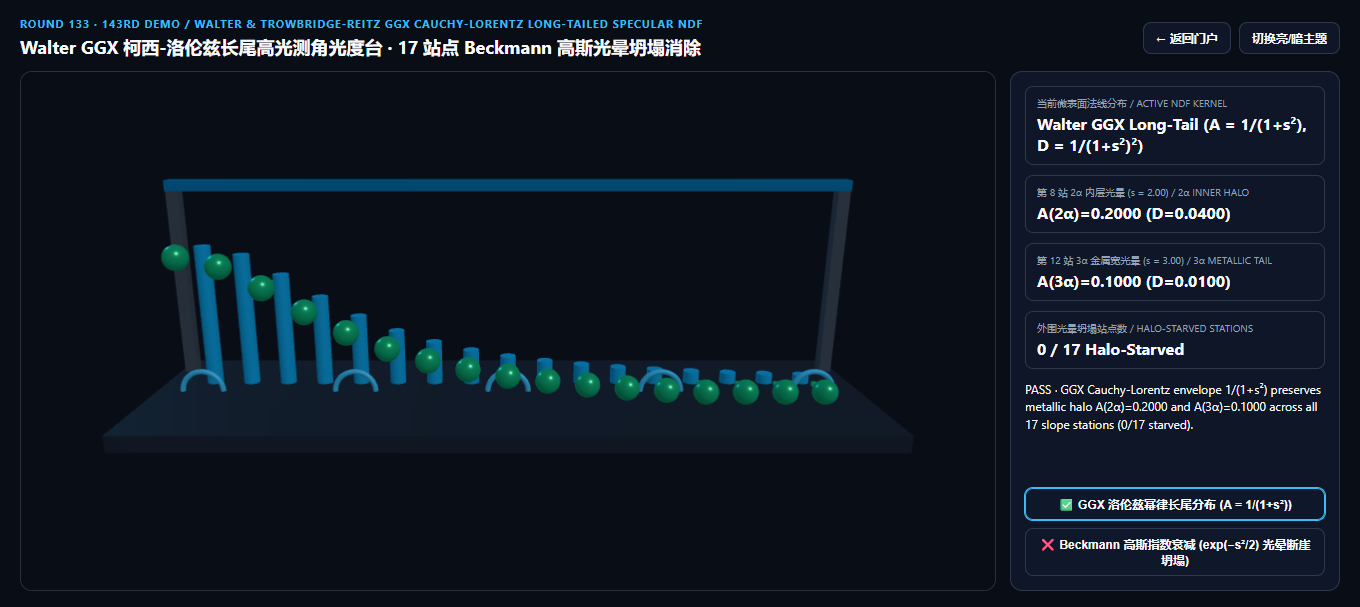 ROUND 133 · 143RD DEMO / WALTER & TROWBRIDGE-REITZ GGX CAUCHY-LORENTZ LONG-TAILED SPECULAR NDF
Walter GGX 柯西-洛伦兹长尾高光测角光度台 · 17 站点 Beckmann 高斯光晕坍塌消除
← 返回门户
切换亮/暗主题
当前微表面法线分布 / ACTIVE NDF KERNEL
Walter GGX Long-Tail (A = 1/(1+s²),
D = 1/(1+s²)²)
第 8 站 2α 内层光晕 (s = 2.00) / 2α INNER HALO
A(2α)=0.2000 (D=0.0400)
第 12 站 3α 金属宽光晕 (s = 3.00) / 3α METALLIC TAIL
A(3α)=0.1000 (D=0.0100)
外围光晕坍塌站点数 / HALO-STARVED STATIONS
0 / 17 Halo-Starved
PASS · GGX Cauchy-Lorentz envelope 1/(1+s²) preserves
metallic halo A(2α)=0.2000 and A(3α)=0.1000 across all
17 slope stations (0/17 starved).
✅ GGX 洛伦兹幂律长尾分布 (A = 1/(1+s²))
❌ Beckmann 高斯指数衰减 (exp(−s²/2) 光晕断崖
坍塌)